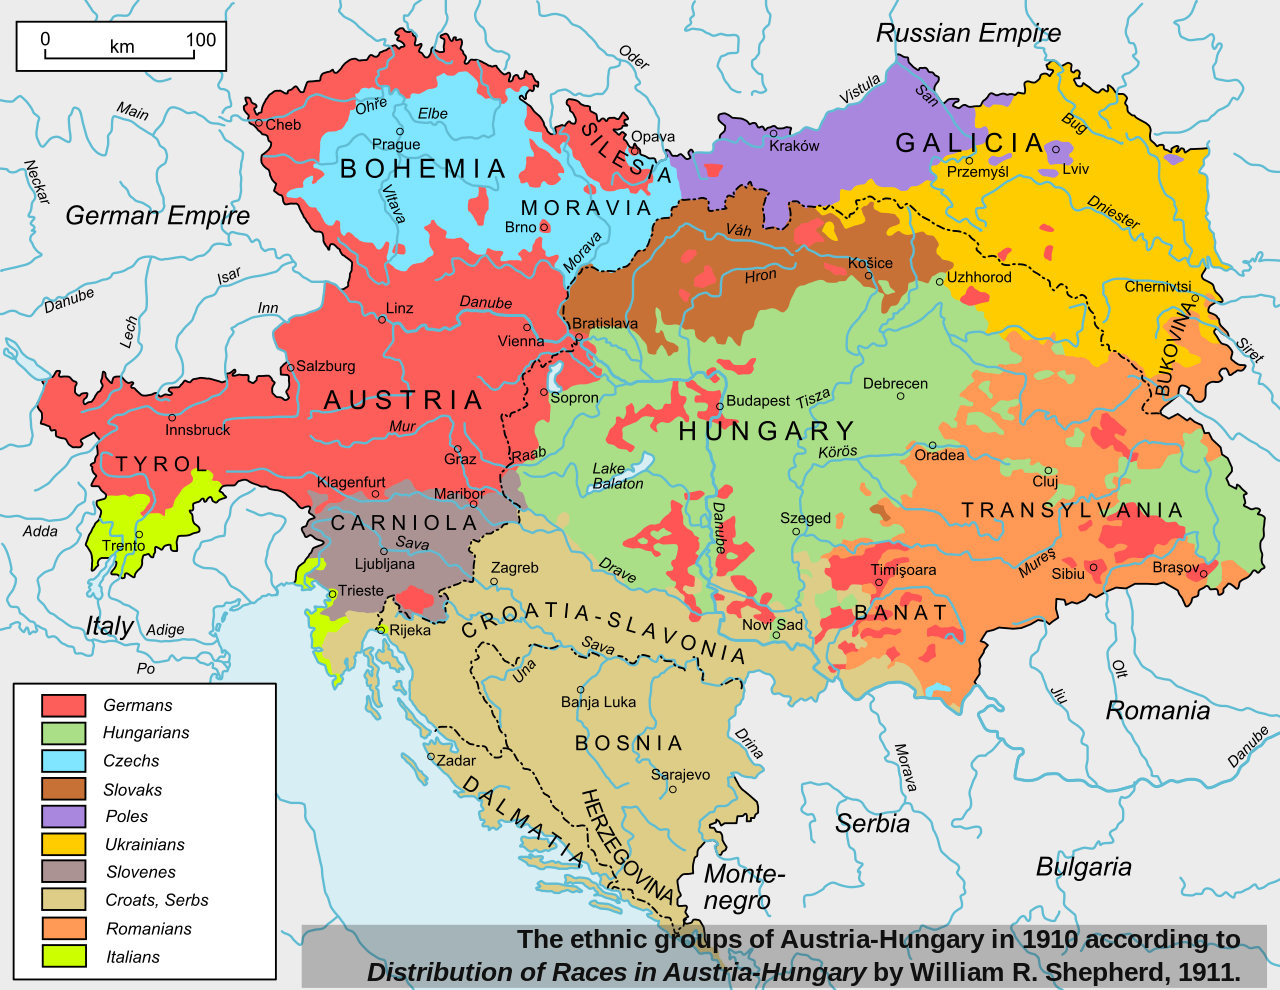 0 100
km
Russian Empire
Oder
Vistula
San
Main
Cheb
Ohře
Elbe
Prague
BOHEMIA
Vltava
SILESIA
Opava
Kraków
GALICIA
Bug
Przemyśl
Lviv
Dniester
Neckar
German Empire
MORAVIA
Brno
Morava
Váh
Hron
Košice
Uzhhorod
Chernivtsi
BUKOVINA
Siret
Danube
Isar
Inn
Lech
Linz
Danube
Vienna
Bratislava
Salzburg
AUSTRIA
Sopron
Budapest
Tisza
Debrecen
Innsbruck
Mur
HUNGARY
TYROL
Graz
Raab
Körös
Oradea
Lake
Balaton
Cluj
Klagenfurt
Maribor
CARNIOLA
Sava
Ljubljana
Danube
Szeged
TRANSYLVANIA
Adda
Trento
Zagreb
Drave
Timişoara
Mureş
Sibiu
Braşov
Trieste
CROATIA-SLAVONIA
BANAT
Novi Sad
Italy
Adige
Rijeka
Sava
Po
Una
Banja Luka
Olt
Jiu
Romania
BOSNIA
Drina
Morava
Danube
Zadar
Sarajevo
DALMATIA
HERZEGOVINA
Serbia
Bulgaria
Monte-
negro
Germans
Hungarians
Czechs
Slovaks
Poles
Ukrainians
Slovenes
Croats, Serbs
Romanians
Italians
The ethnic groups of Austria-Hungary in 1910 according to
Distribution of Races in Austria-Hungary by William R. Shepherd, 1911.